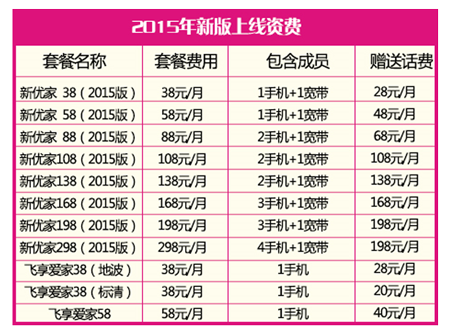 2015年新版上线资费
套餐名称 套餐费用 包含成员 赠送话费
新优家 38（2015版） 38元/月 1手机+1宽带 28元/月
新优家 58（2015版） 58元/月 1手机+1宽带 48元/月
新优家 88（2015版） 88元/月 2手机+1宽带 68元/月
新优家108（2015版） 108元/月 2手机+1宽带 108元/月
新优家138（2015版） 138元/月 2手机+1宽带 138元/月
新优家168（2015版） 168元/月 3手机+1宽带 168元/月
新优家198（2015版） 198元/月 3手机+1宽带 198元/月
新优家298（2015版） 298元/月 4手机+1宽带 198元/月
飞享爱家38（地波） 38元/月 1手机 28元/月
飞享爱家38（标清） 38元/月 1手机 20元/月
飞享爱家58 58元/月 1手机 40元/月